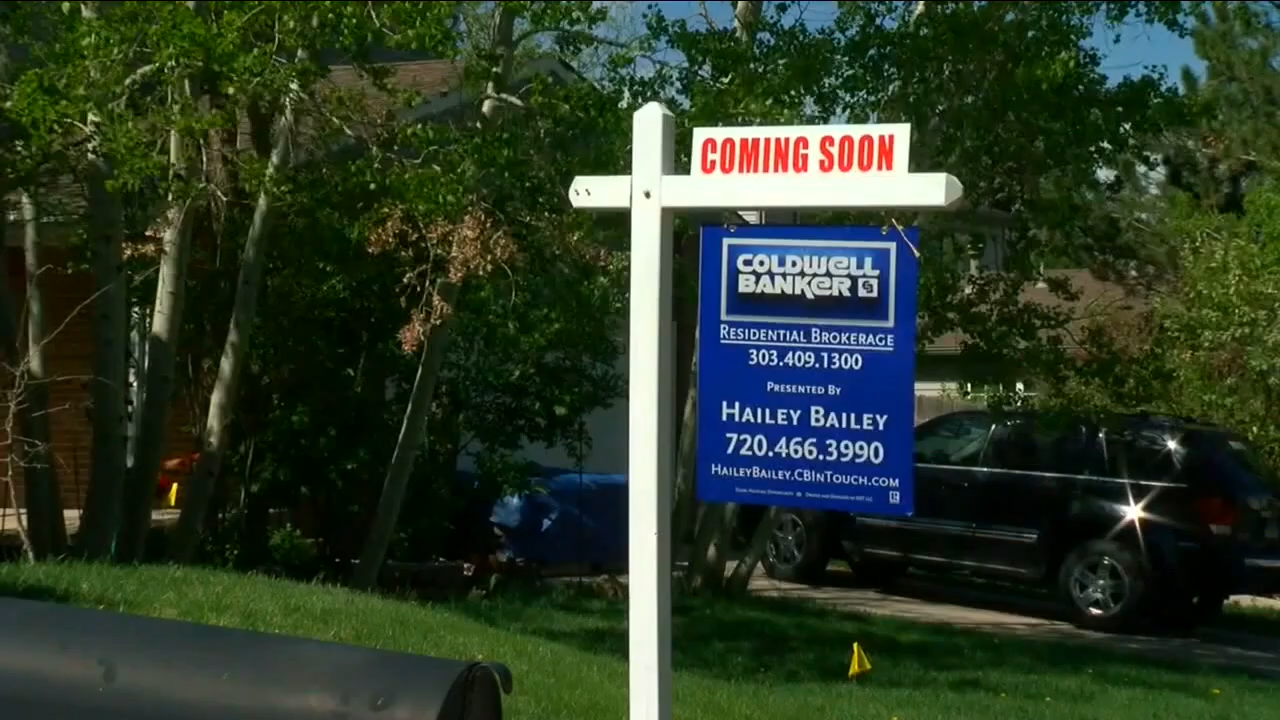 COMING SOON
COLDWELL
BANKER CB
RESIDENTIAL BROKERAGE
303.409.1300
PRESENTED BY
HAILEY BAILEY
720.466.3990
HAILEYBAILEY.CBINTOUCH.COM